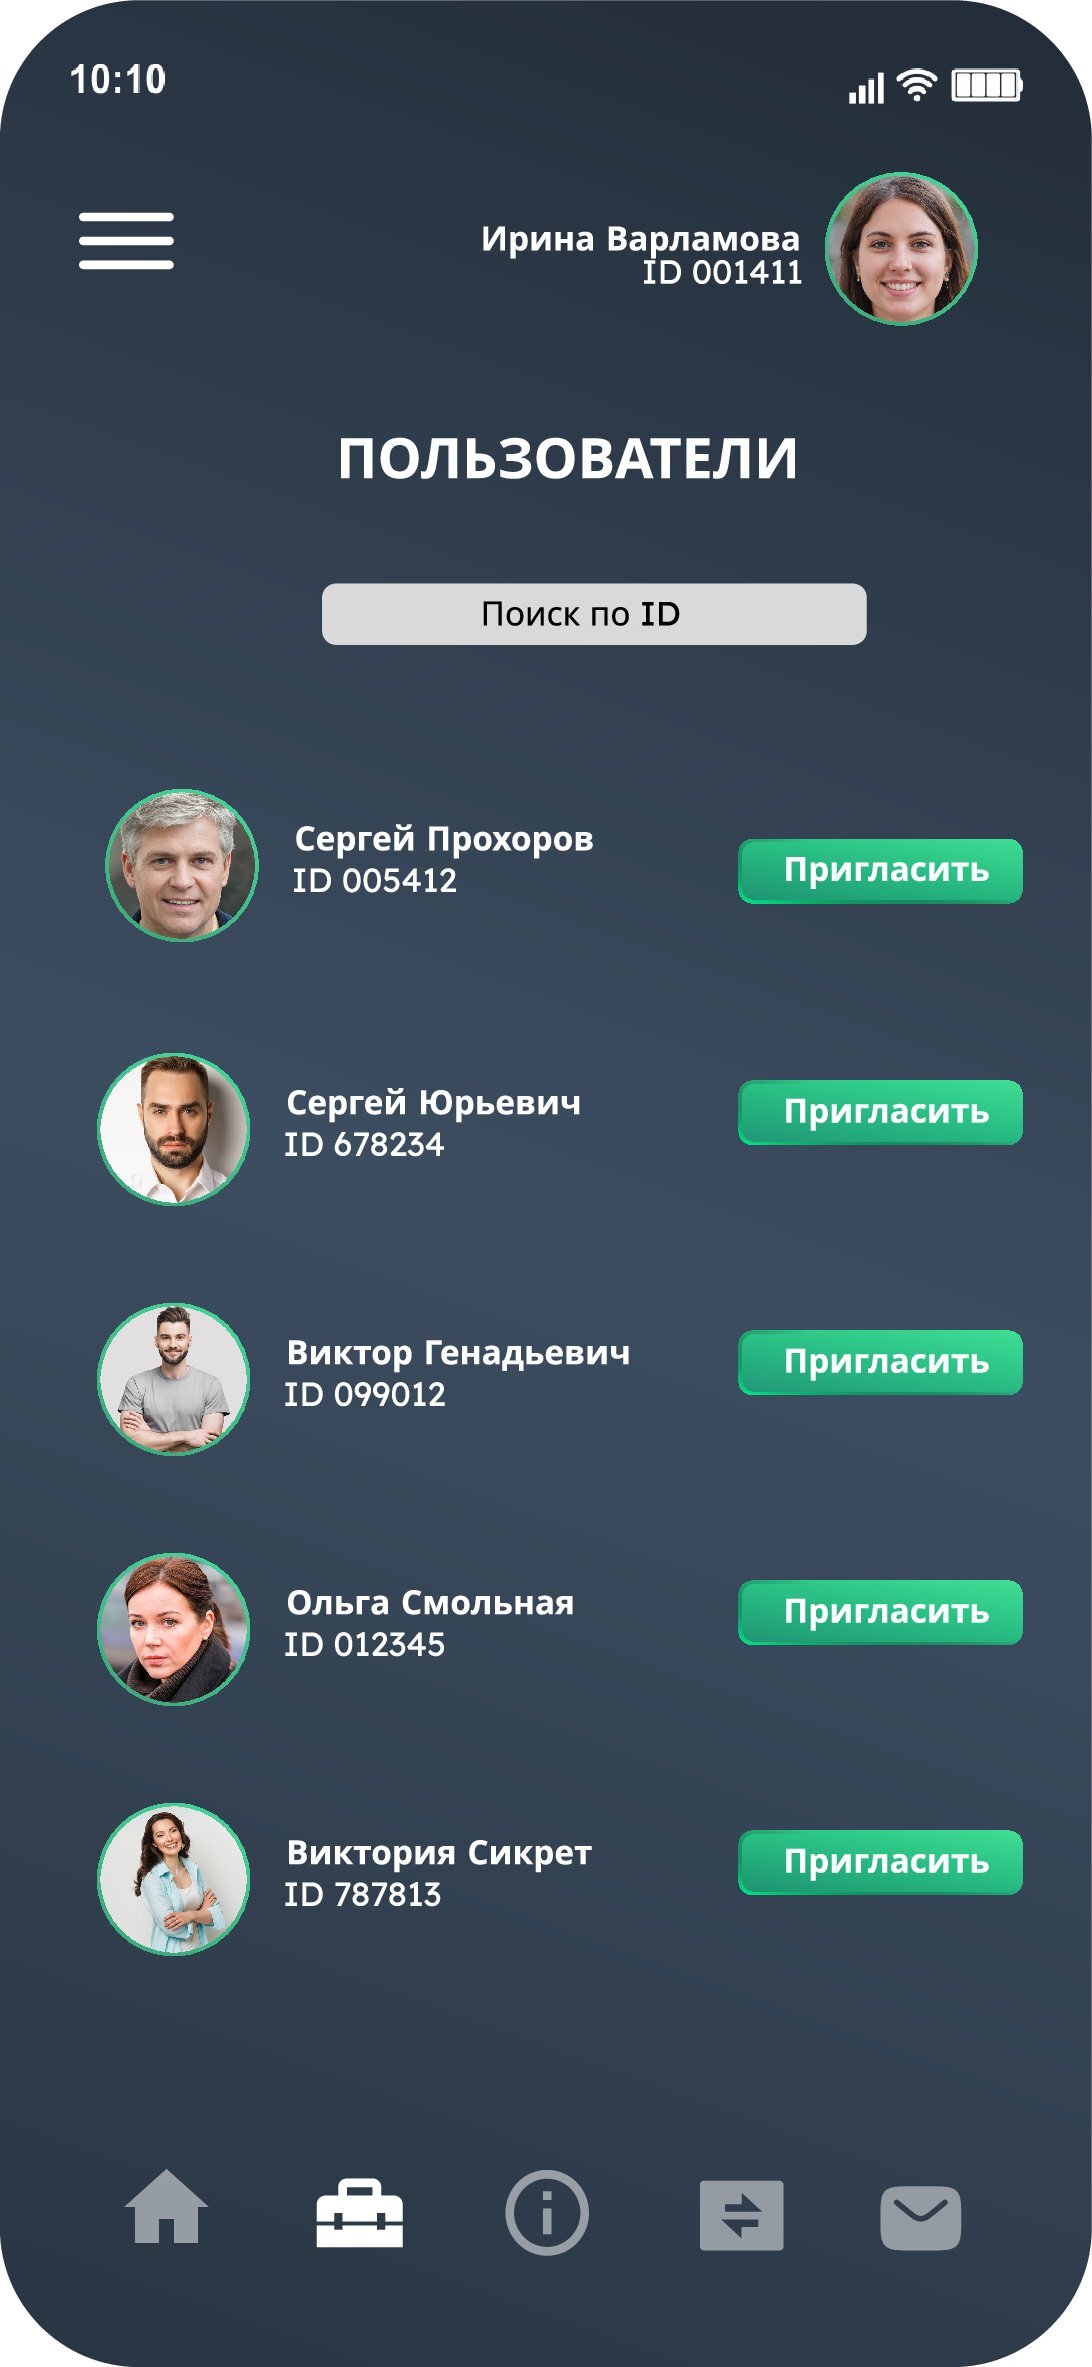 10:10
Ирина Варламова
ID 001411
ПОЛЬЗОВАТЕЛИ
Поиск по ID
Сергей Прохоров
ID 005412
Пригласить
Сергей Юрьевич
ID 678234
Пригласить
Виктор Генадьевич
ID 099012
Пригласить
Ольга Смольная
ID 012345
Пригласить
Виктория Сикрет
ID 787813
Пригласить